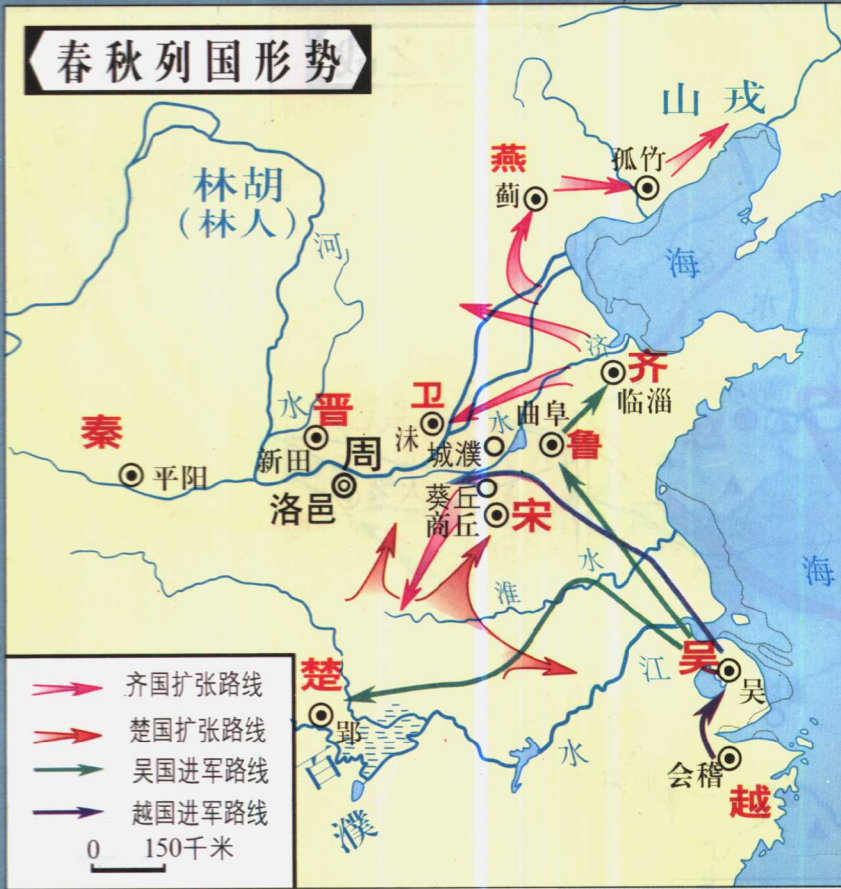 春秋列国形势
山戎
燕
孤竹
蓟
林胡
(林人)
河
海
济
齐
临淄
卫
沬
曲阜
鲁
水
晋
水
城濮
秦
新田
周
平阳
洛邑
葵丘
商丘
宋
水
淮
海
楚
郢
江
吴
吴
水
会稽
越
百
濮
齐国扩张路线
楚国扩张路线
吴国进军路线
越国进军路线
0 150千米